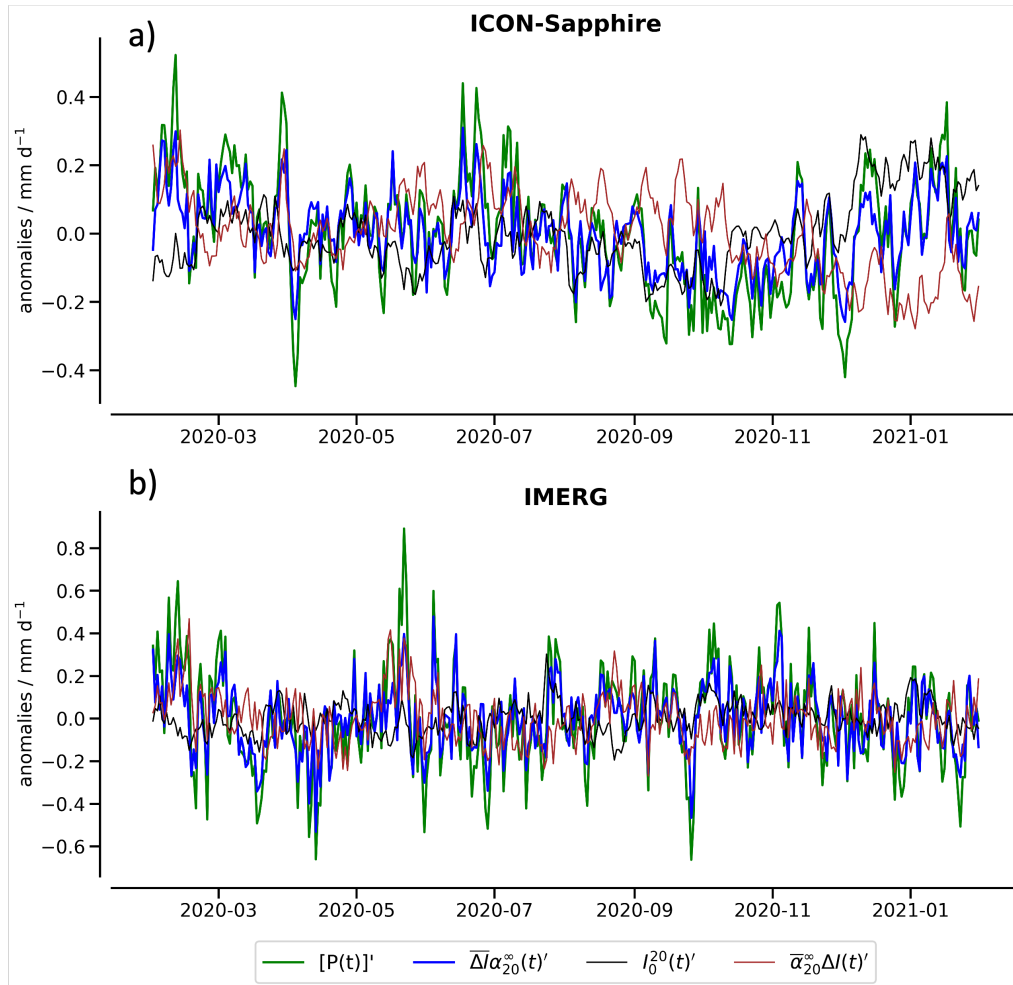 a)
ICON-Sapphire
anomalies / mm d⁻¹
0.4
0.2
0.0
−0.2
−0.4
2020-03 2020-05 2020-07 2020-09 2020-11 2021-01
b)
IMERG
anomalies / mm d⁻¹
0.8
0.6
0.4
0.2
0.0
−0.2
−0.4
−0.6
2020-03 2020-05 2020-07 2020-09 2020-11 2021-01
[P(t)]' Δ̅I̅α₂₀^∞(t)′ I₀²⁰(t)′ α̅₂₀^∞ΔI(t)′